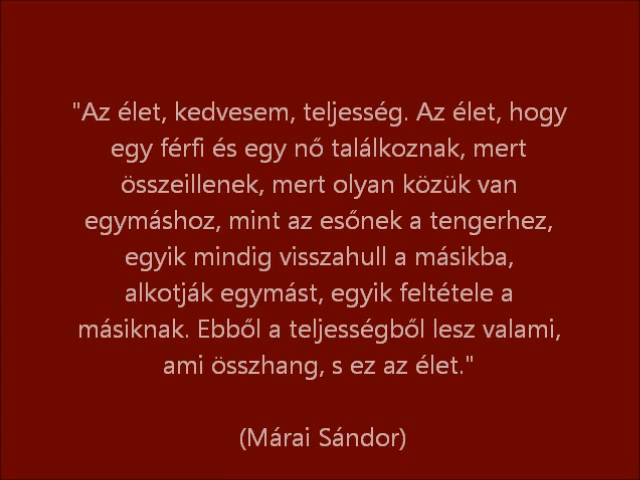 "Az élet, kedvesem, teljesség. Az élet, hogy
egy férfi és egy nő találkoznak, mert
összeillenek, mert olyan közük van
egymáshoz, mint az esőnek a tengerhez,
egyik mindig visszahull a másikba,
alkotják egymást, egyik feltétele a
másiknak. Ebből a teljességből lesz valami,
ami összhang, s ez az élet."
(Márai Sándor)